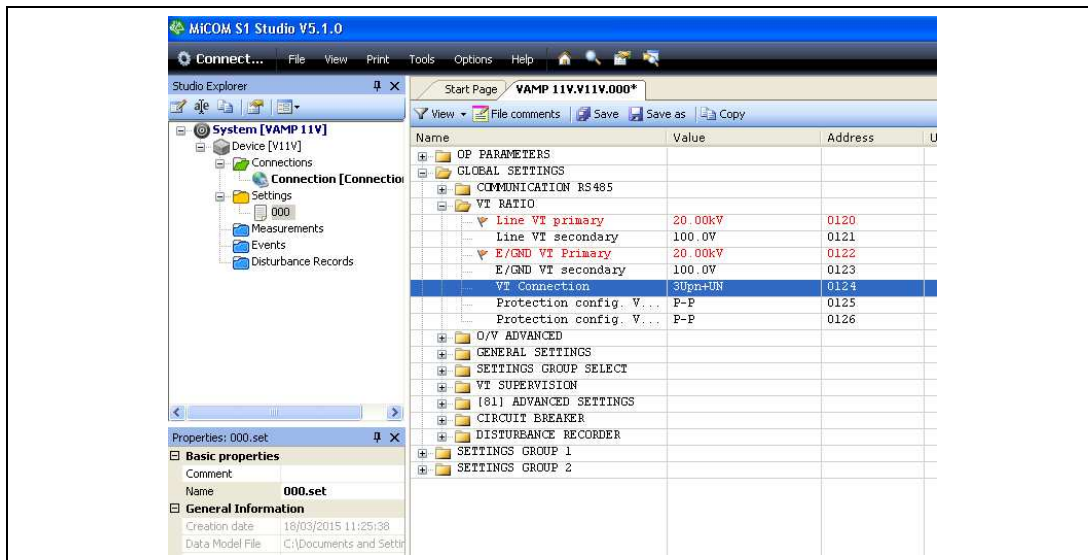 MiCOM S1 Studio V5.1.0
Connect... File View Print Tools Options Help
Studio Explorer
Start Page VAMP 11V.V11V.000*
View File comments Save Save as Copy
System [VAMP 11V]
Device [V11V]
Connections
Connection [Connectio
Settings
000
Measurements
Events
Disturbance Records
Name Value Address U
OP PARAMETERS
GLOBAL SETTINGS
COMMUNICATION RS485
VT RATIO
Line VT primary 20.00kV 0120
Line VT secondary 100.0V 0121
E/GND VT Primary 20.00kV 0122
E/GND VT secondary 100.0V 0123
VT Connection 3Upn+UN 0124
Protection config. V... P-P 0125
Protection config. V... P-P 0126
O/V ADVANCED
GENERAL SETTINGS
SETTINGS GROUP SELECT
VT SUPERVISION
[81] ADVANCED SETTINGS
CIRCUIT BREAKER
DISTURBANCE RECORDER
SETTINGS GROUP 1
SETTINGS GROUP 2
Properties: 000.set
Basic properties
Comment
Name 000.set
General Information
Creation date 18/03/2015 11:25:38
Data Model File C:\Documents and Settin